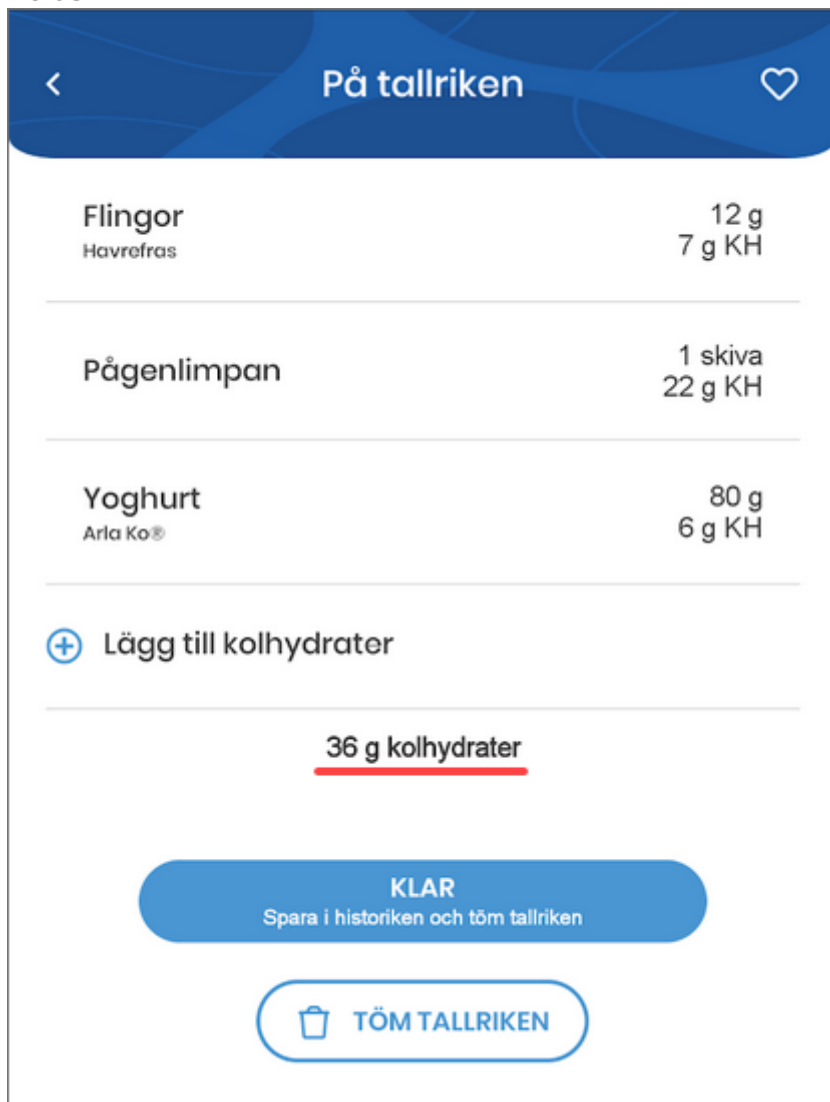 På tallriken
Flingor
Havrefras
12 g
7 g KH
Pågenlimpan
1 skiva
22 g KH
Yoghurt
Arla Ko®
80 g
6 g KH
Lägg till kolhydrater
36 g kolhydrater
KLAR
Spara i historiken och töm tallriken
TÖM TALLRIKEN